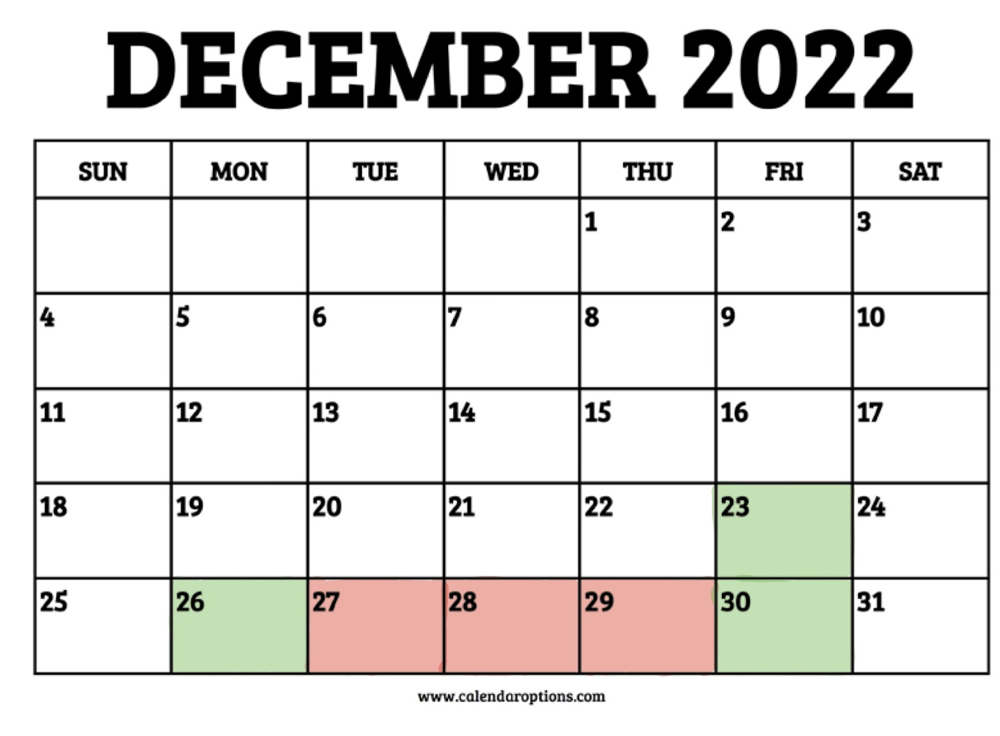 DECEMBER 2022
SUN MON TUE WED THU FRI SAT
1 2 3
4 5 6 7 8 9 10
11 12 13 14 15 16 17
18 19 20 21 22 23 24
25 26 27 28 29 30 31
www.calendaroptions.com